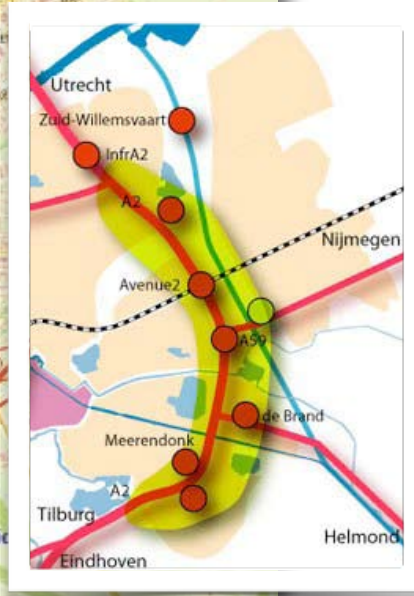 Utrecht
Zuid-Willemsvaart
InfrA2
A2
Nijmegen
Avenue2
A59
de Brand
Meerendonk
A2
Tilburg
Helmond
Eindhoven